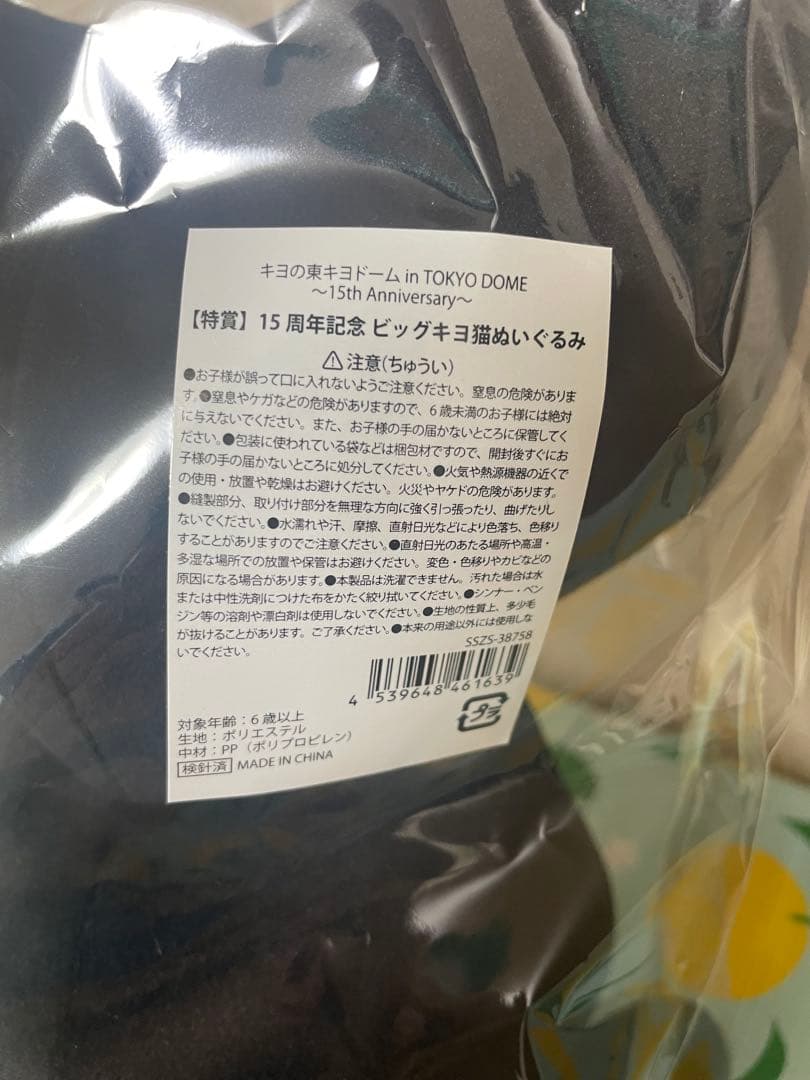 キヨの東キヨドーム in TOKYO DOME
～15th Anniversary～
【特賞】15 周年記念 ビッグキヨ猫ぬいぐるみ
⚠注意(ちゅうい)
●お子様が誤って口に入れないようご注意ください。窒息の危険がありま
す。●窒息やケガなどの危険がありますので、6 歳未満のお子様には絶対
に与えないでください。また、お子様の手の届かないところに保管してく
ださい。●包装に使われている袋などは梱包材ですので、開封後すぐにお
子様の手の届かないところに処分してください。●火気や熱源機器の近くで
の使用・放置や乾燥はお避けください。火災やヤケドの危険があります。
●縫製部分、取り付け部分を無理な方向に強く引っ張ったり、曲げたりし
ないでください。●水濡れや汗、摩擦、直射日光などにより色落ち、色移り
することがありますのでご注意ください。●直射日光のあたる場所や高温・
多湿な場所での放置や保管はお避けください。変色・色移りやカビなどの
原因になる場合があります。●本製品は洗濯できません。汚れた場合は水
または中性洗剤につけた布をかたく絞り拭いてください。●シンナー・ベン
ジン等の溶剤や漂白剤は使用しないでください。●生地の性質上、多少毛
が抜けることがあります。ご了承ください。●本来の用途以外には使用しな
いでください。
SSZS-38758
4 539648 461639
プラ
対象年齢：6 歳以上
生地：ポリエステル
中材：PP（ポリプロピレン）
検針済 MADE IN CHINA